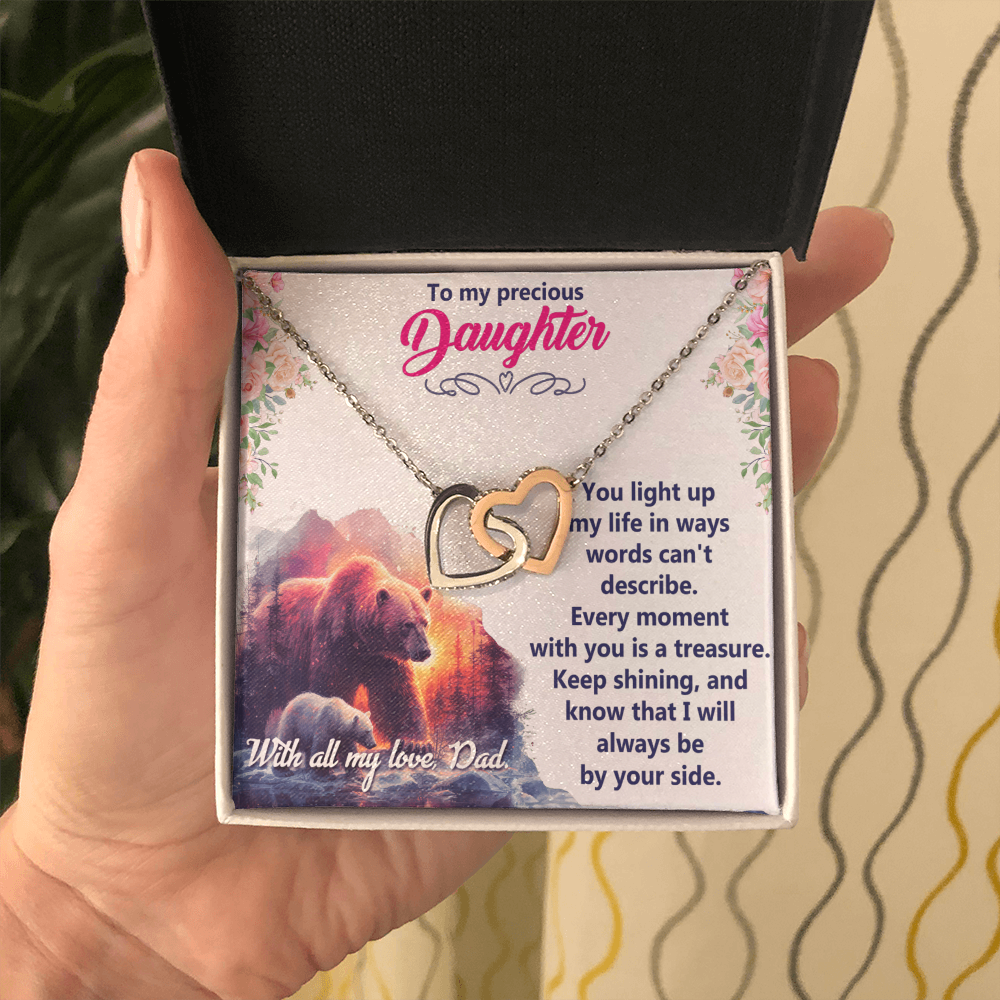 To my precious
Daughter
You light up
my life in ways
words can't
describe.
Every moment
with you is a treasure.
Keep shining, and
know that I will
always be
by your side.
With all my love, Dad.